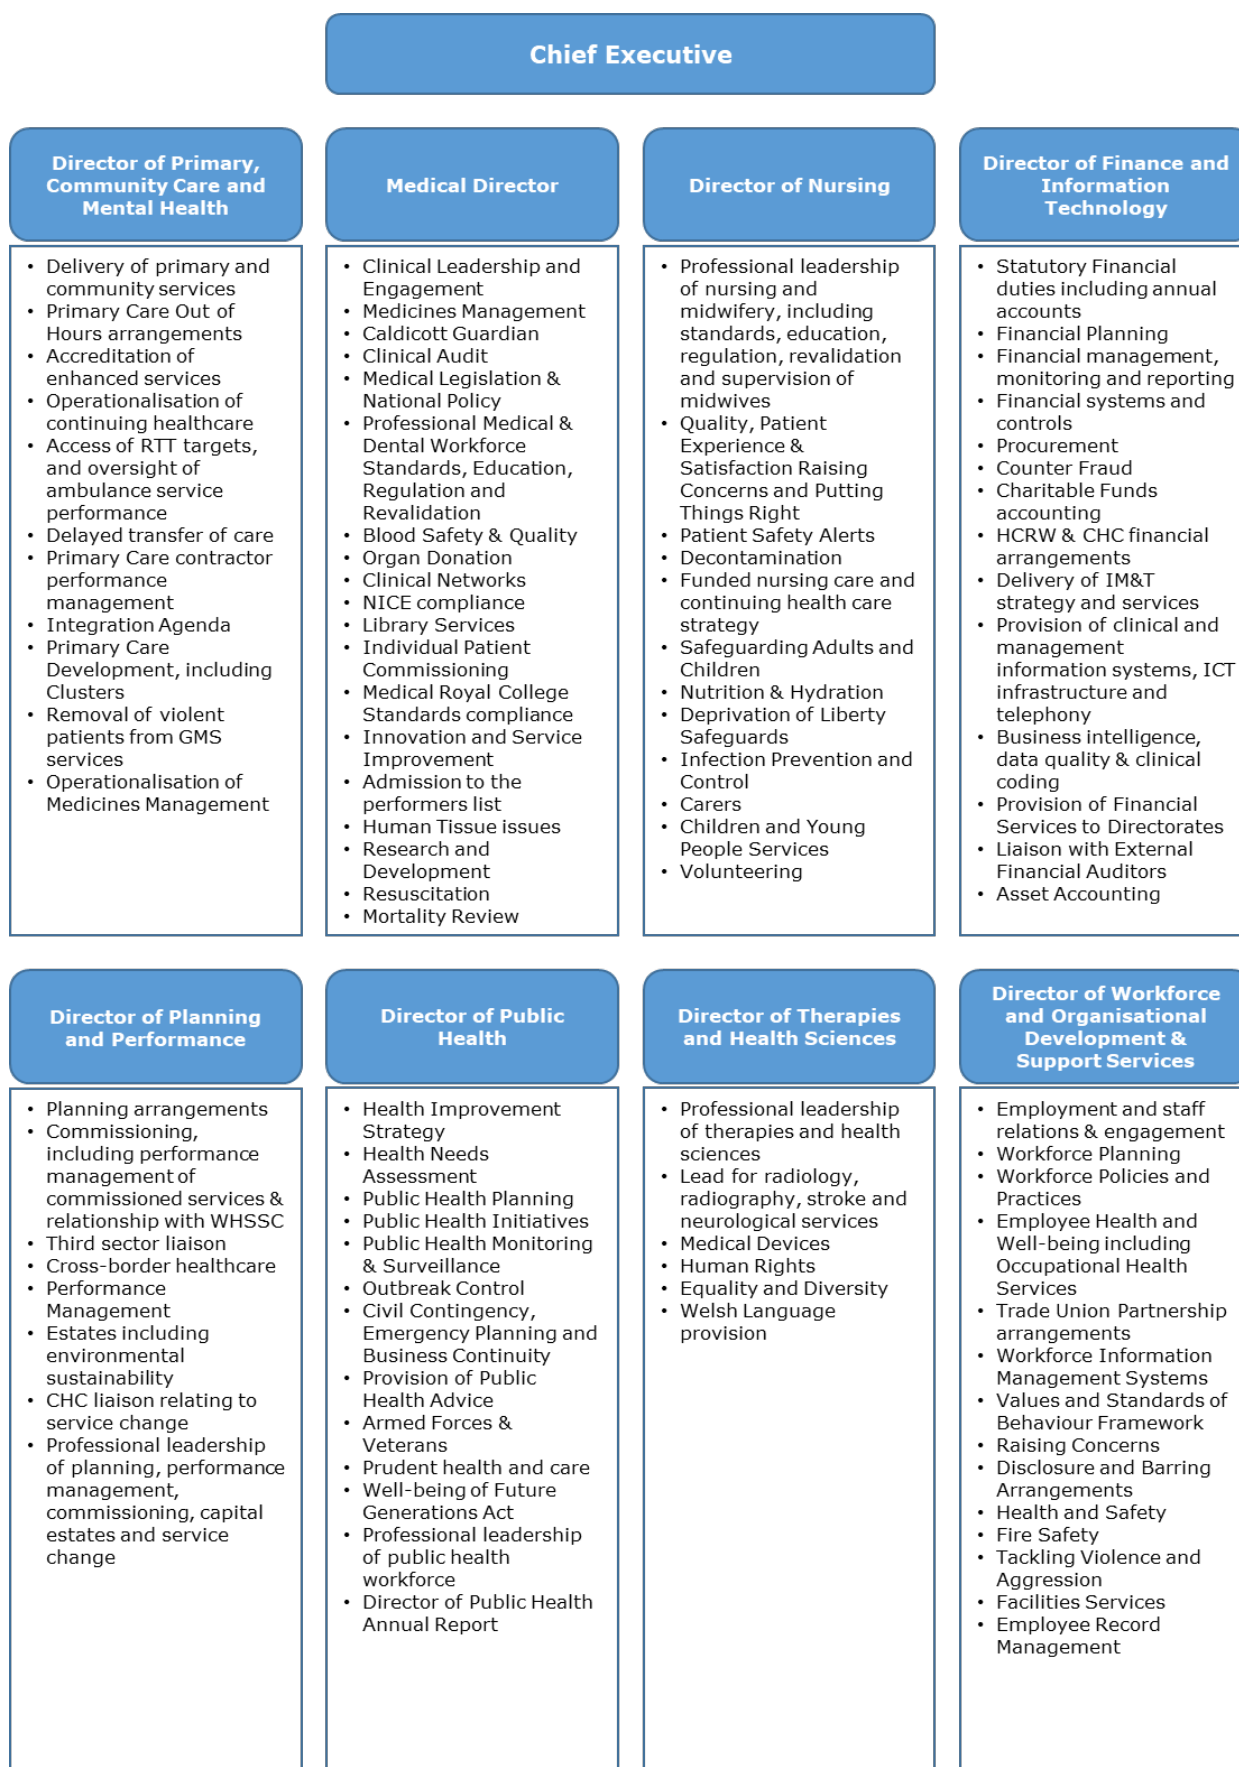 Chief Executive
Director of Primary,
Community Care and
Mental Health
• Delivery of primary and
community services
• Primary Care Out of
Hours arrangements
• Accreditation of
enhanced services
• Operationalisation of
continuing healthcare
• Access of RTT targets,
and oversight of
ambulance service
performance
• Delayed transfer of care
• Primary Care contractor
performance
management
• Integration Agenda
• Primary Care
Development, including
Clusters
• Removal of violent
patients from GMS
services
• Operationalisation of
Medicines Management
Medical Director
• Clinical Leadership and
Engagement
• Medicines Management
• Caldicott Guardian
• Clinical Audit
• Medical Legislation &
National Policy
• Professional Medical &
Dental Workforce
Standards, Education,
Regulation and
Revalidation
• Blood Safety & Quality
• Organ Donation
• Clinical Networks
• NICE compliance
• Library Services
• Individual Patient
Commissioning
• Medical Royal College
Standards compliance
• Innovation and Service
Improvement
• Admission to the
performers list
• Human Tissue issues
• Research and
Development
• Resuscitation
• Mortality Review
Director of Nursing
• Professional leadership
of nursing and
midwifery, including
standards, education,
regulation, revalidation
and supervision of
midwives
• Quality, Patient
Experience &
Satisfaction Raising
Concerns and Putting
Things Right
• Patient Safety Alerts
• Decontamination
• Funded nursing care and
continuing health care
strategy
• Safeguarding Adults and
Children
• Nutrition & Hydration
• Deprivation of Liberty
Safeguards
• Infection Prevention and
Control
• Carers
• Children and Young
People Services
• Volunteering
Director of Finance and
Information
Technology
• Statutory Financial
duties including annual
accounts
• Financial Planning
• Financial management,
monitoring and reporting
• Financial systems and
controls
• Procurement
• Counter Fraud
• Charitable Funds
accounting
• HCRW & CHC financial
arrangements
• Delivery of IM&T
strategy and services
• Provision of clinical and
management
information systems, ICT
infrastructure and
telephony
• Business intelligence,
data quality & clinical
coding
• Provision of Financial
Services to Directorates
• Liaison with External
Financial Auditors
• Asset Accounting
Director of Planning
and Performance
• Planning arrangements
• Commissioning,
including performance
management of
commissioned services &
relationship with WHSSC
• Third sector liaison
• Cross-border healthcare
• Performance
Management
• Estates including
environmental
sustainability
• CHC liaison relating to
service change
• Professional leadership
of planning, performance
management,
commissioning, capital
estates and service
change
Director of Public
Health
• Health Improvement
Strategy
• Health Needs
Assessment
• Public Health Planning
• Public Health Initiatives
• Public Health Monitoring
& Surveillance
• Outbreak Control
• Civil Contingency,
Emergency Planning and
Business Continuity
• Provision of Public
Health Advice
• Armed Forces &
Veterans
• Prudent health and care
• Well-being of Future
Generations Act
• Professional leadership
of public health
workforce
• Director of Public Health
Annual Report
Director of Therapies
and Health Sciences
• Professional leadership
of therapies and health
sciences
• Lead for radiology,
radiography, stroke and
neurological services
• Medical Devices
• Human Rights
• Equality and Diversity
• Welsh Language
provision
Director of Workforce
and Organisational
Development &
Support Services
• Employment and staff
relations & engagement
• Workforce Planning
• Workforce Policies and
Practices
• Employee Health and
Well-being including
Occupational Health
Services
• Trade Union Partnership
arrangements
• Workforce Information
Management Systems
• Values and Standards of
Behaviour Framework
• Raising Concerns
• Disclosure and Barring
Arrangements
• Health and Safety
• Fire Safety
• Tackling Violence and
Aggression
• Facilities Services
• Employee Record
Management